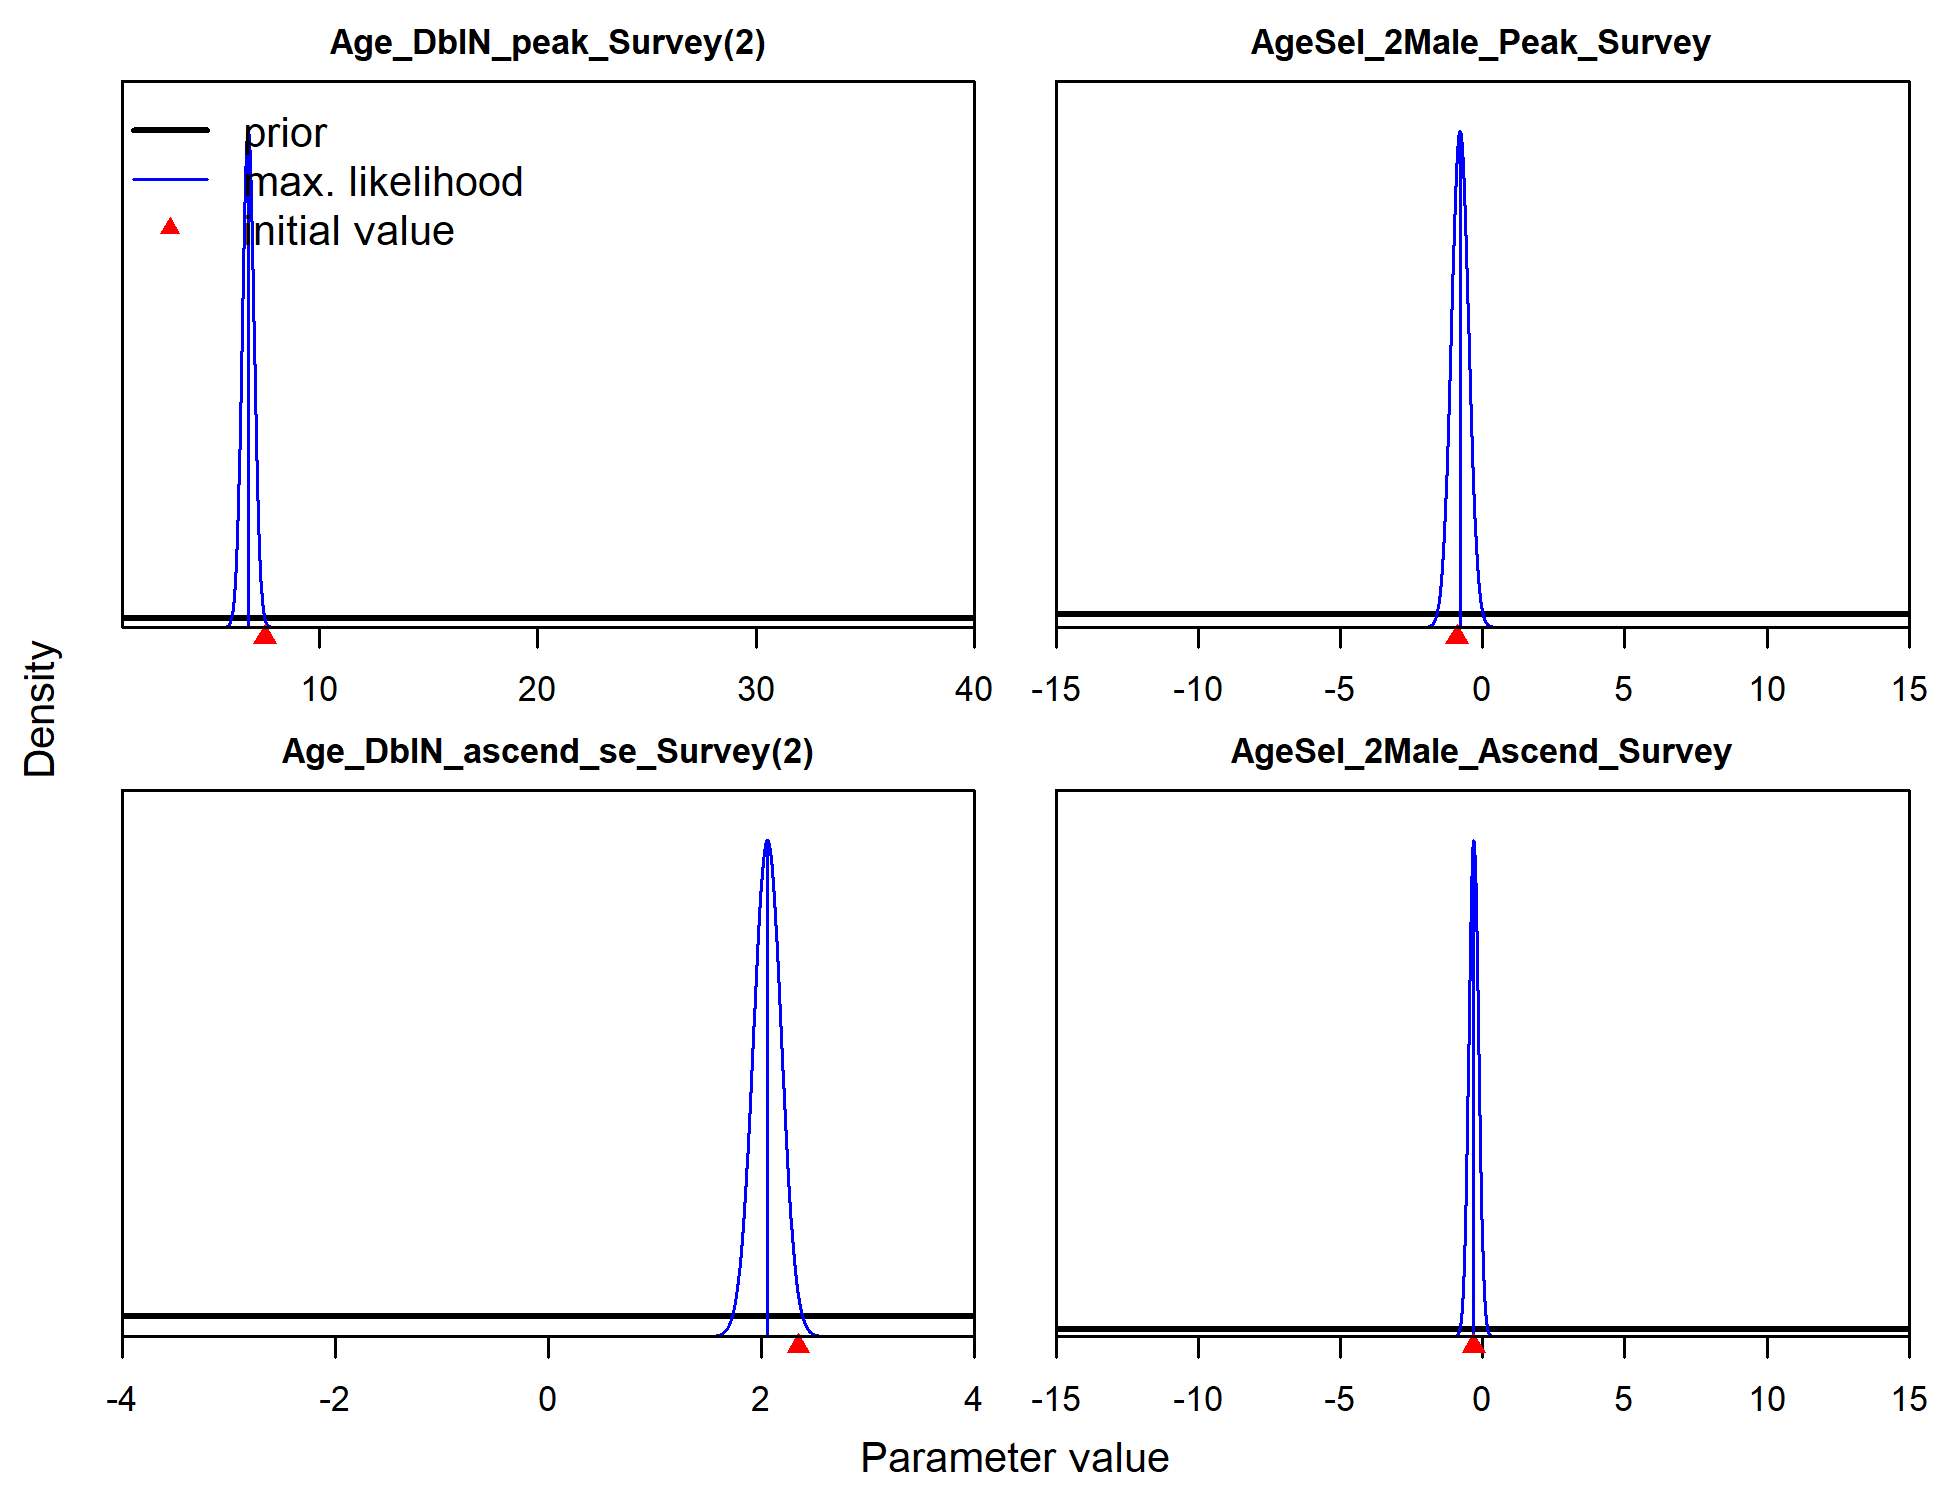 Age_DblN_peak_Survey(2)
AgeSel_2Male_Peak_Survey
prior
max. likelihood
initial value
10 20 30 40
-15 -10 -5 0 5 10 15
Density
Age_DblN_ascend_se_Survey(2)
AgeSel_2Male_Ascend_Survey
-4 -2 0 2 4
-15 -10 -5 0 5 10 15
Parameter value